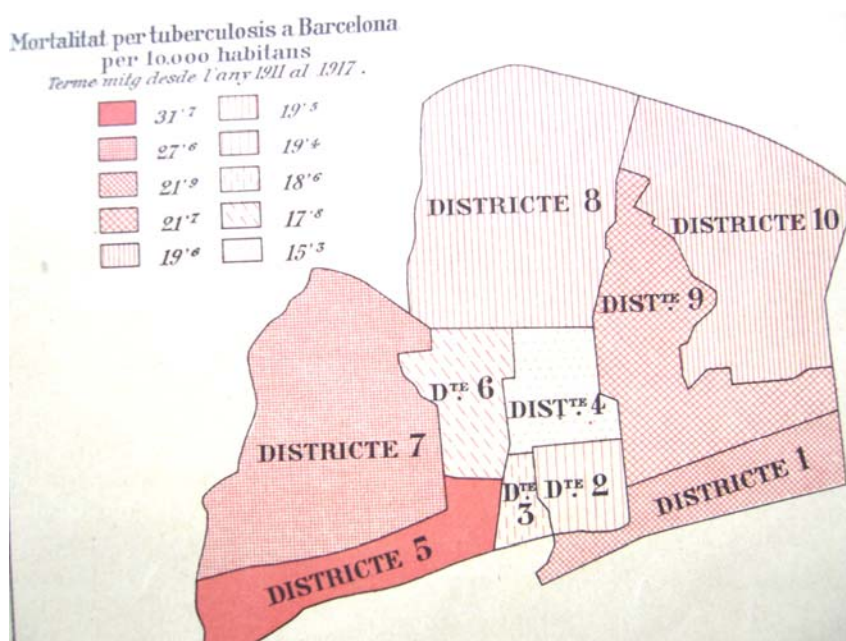 Mortalitat per tuberculosis a Barcelona
per 10.000 habitans
Terme mitg desde l'any 1911 al 1917.
31'7 19'5
27'6 19'4
21'9 18'6
21'7 17'8
19'6 15'3
DISTRICTE 8
DISTRICTE 10
DISTTE. 9
DTE. 6
DISTTE. 4
DISTRICTE 7
DTE. 3
DTE. 2
DISTRICTE 1
DISTRICTE 5